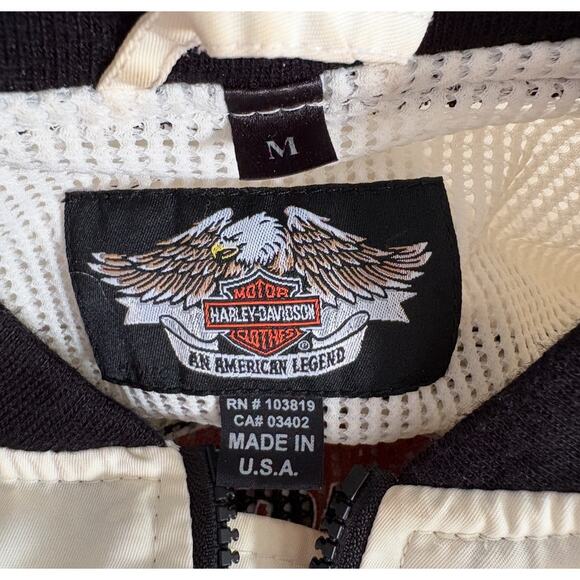 M
MOTOR
HARLEY-DAVIDSON
CLOTHES
®
AN AMERICAN LEGEND
RN # 103819
CA# 03402
MADE IN
U.S.A.